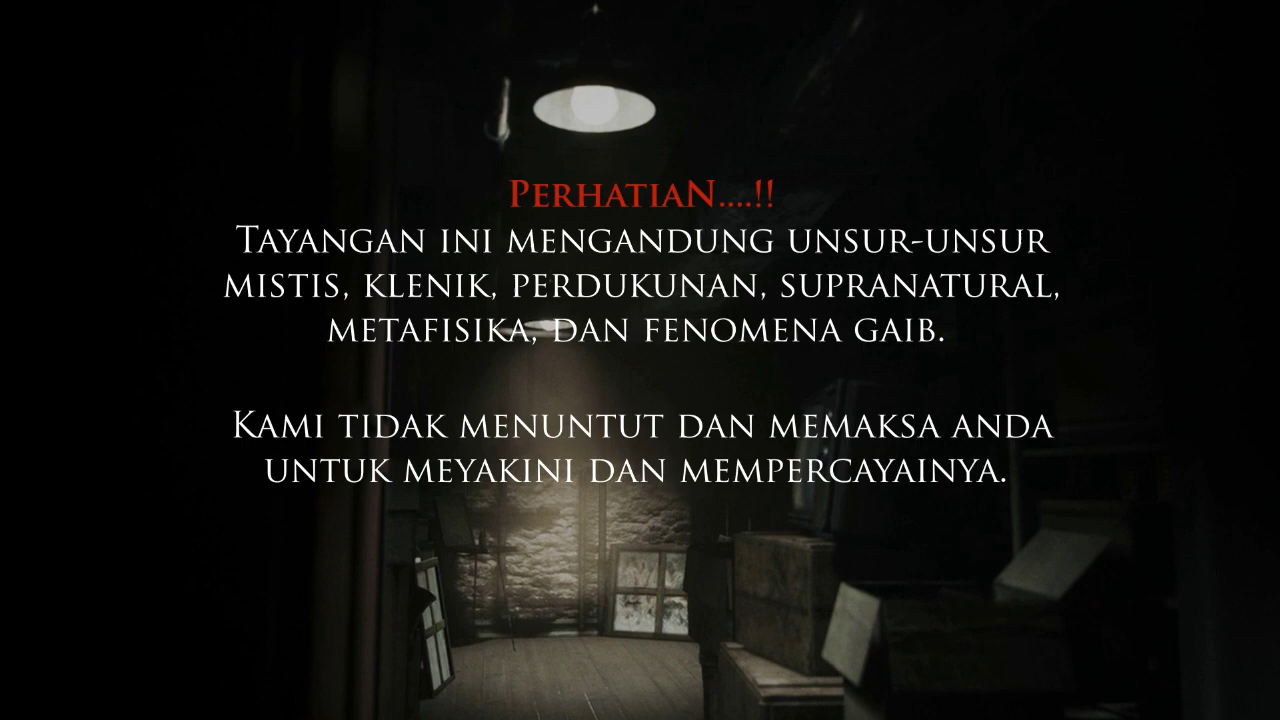 PerhatiaN....!!
Tayangan ini mengandung unsur-unsur
mistis, klenik, perdukunan, supranatural,
metafisika, dan fenomena gaib.
Kami tidak menuntut dan memaksa anda
untuk meyakini dan mempercayainya.